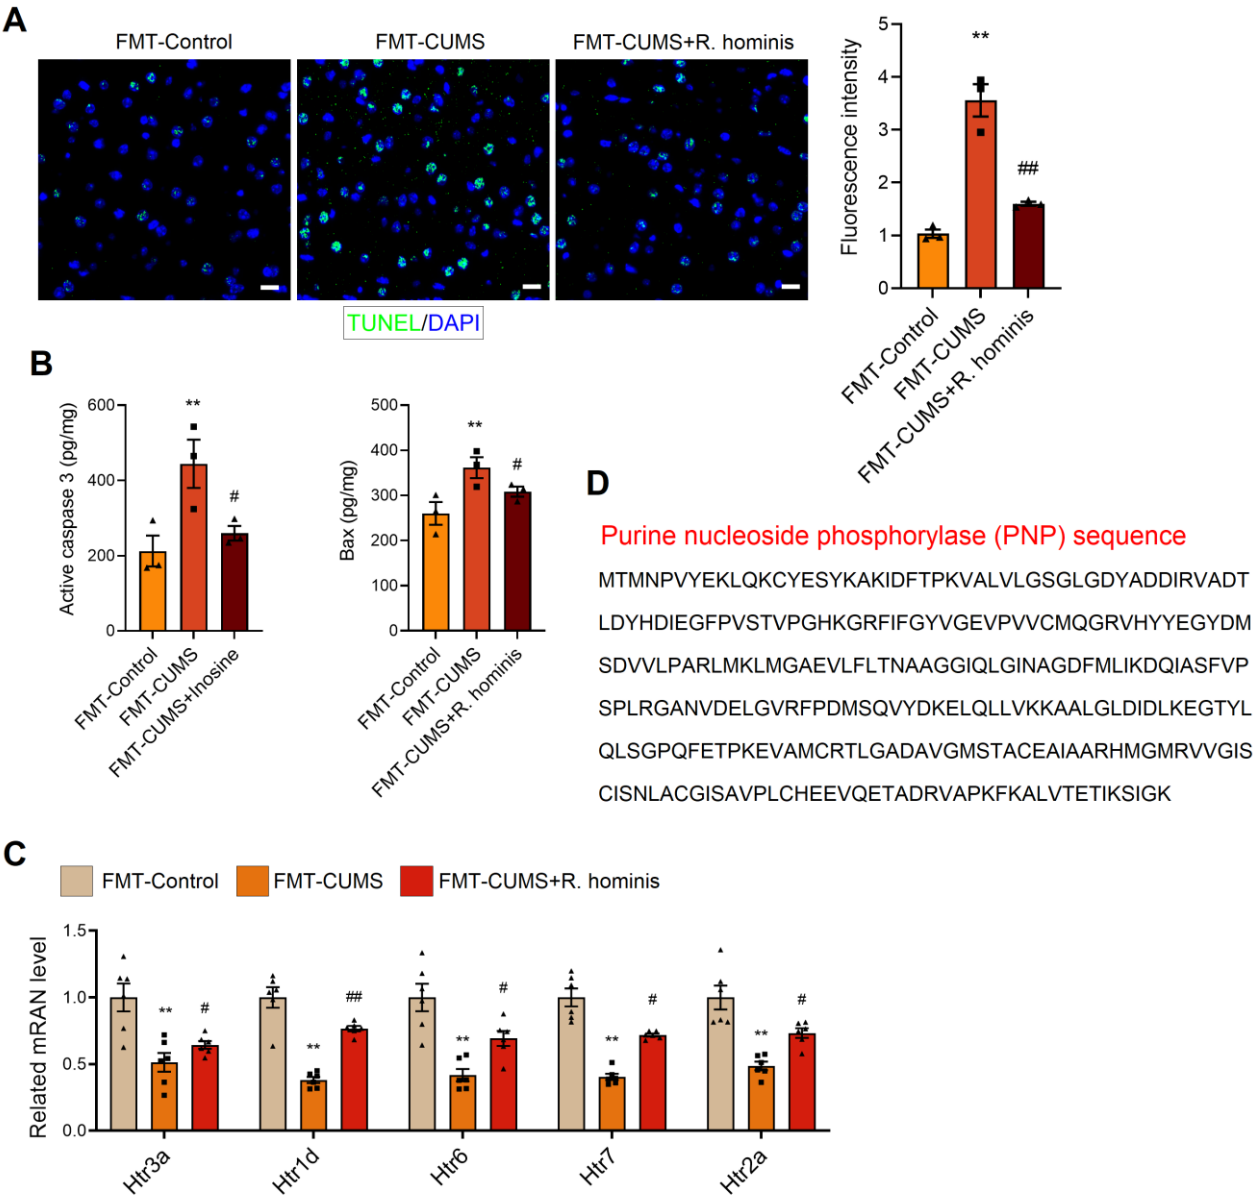 A
FMT-Control
FMT-CUMS
FMT-CUMS+R. hominis
TUNEL/DAPI
Fluorescence intensity
5
4
3
2
1
0
**
##
FMT-Control
FMT-CUMS
FMT-CUMS+R. hominis
B
Active caspase 3 (pg/mg)
600
400
200
0
**
#
FMT-Control
FMT-CUMS
FMT-CUMS+Inosine
Bax (pg/mg)
500
400
300
200
100
0
**
#
FMT-Control
FMT-CUMS
FMT-CUMS+R. hominis
D
Purine nucleoside phosphorylase (PNP) sequence
MTMNPVYEKLQKCYESYKAKIDFTPKVALVLGSGLGDYADDIRVADT
LDYHDIEGFPVSTVPGHKGRFIFGYVGEVPVVCMQGRVHYYEGYDM
SDVVLPARLMKLMGAEVLFLTNAAGGIQLGINAGDFMLIKDQIASFVP
SPLRGANVDELGVRFPDMSQVYDKELQLLVKKAALGLDIDLKEGTYL
QLSGPQFETPKEVAMCRTLGADAVGMSTACEAIAARHMGMRVVGIS
CISNLACGISAVPLCHEEVQETADRVAPKFKALVTETIKSIGK
C
FMT-Control
FMT-CUMS
FMT-CUMS+R. hominis
Related mRAN level
1.5
1.0
0.5
0.0
**
#
**
##
**
#
**
#
**
#
Htr3a
Htr1d
Htr6
Htr7
Htr2a